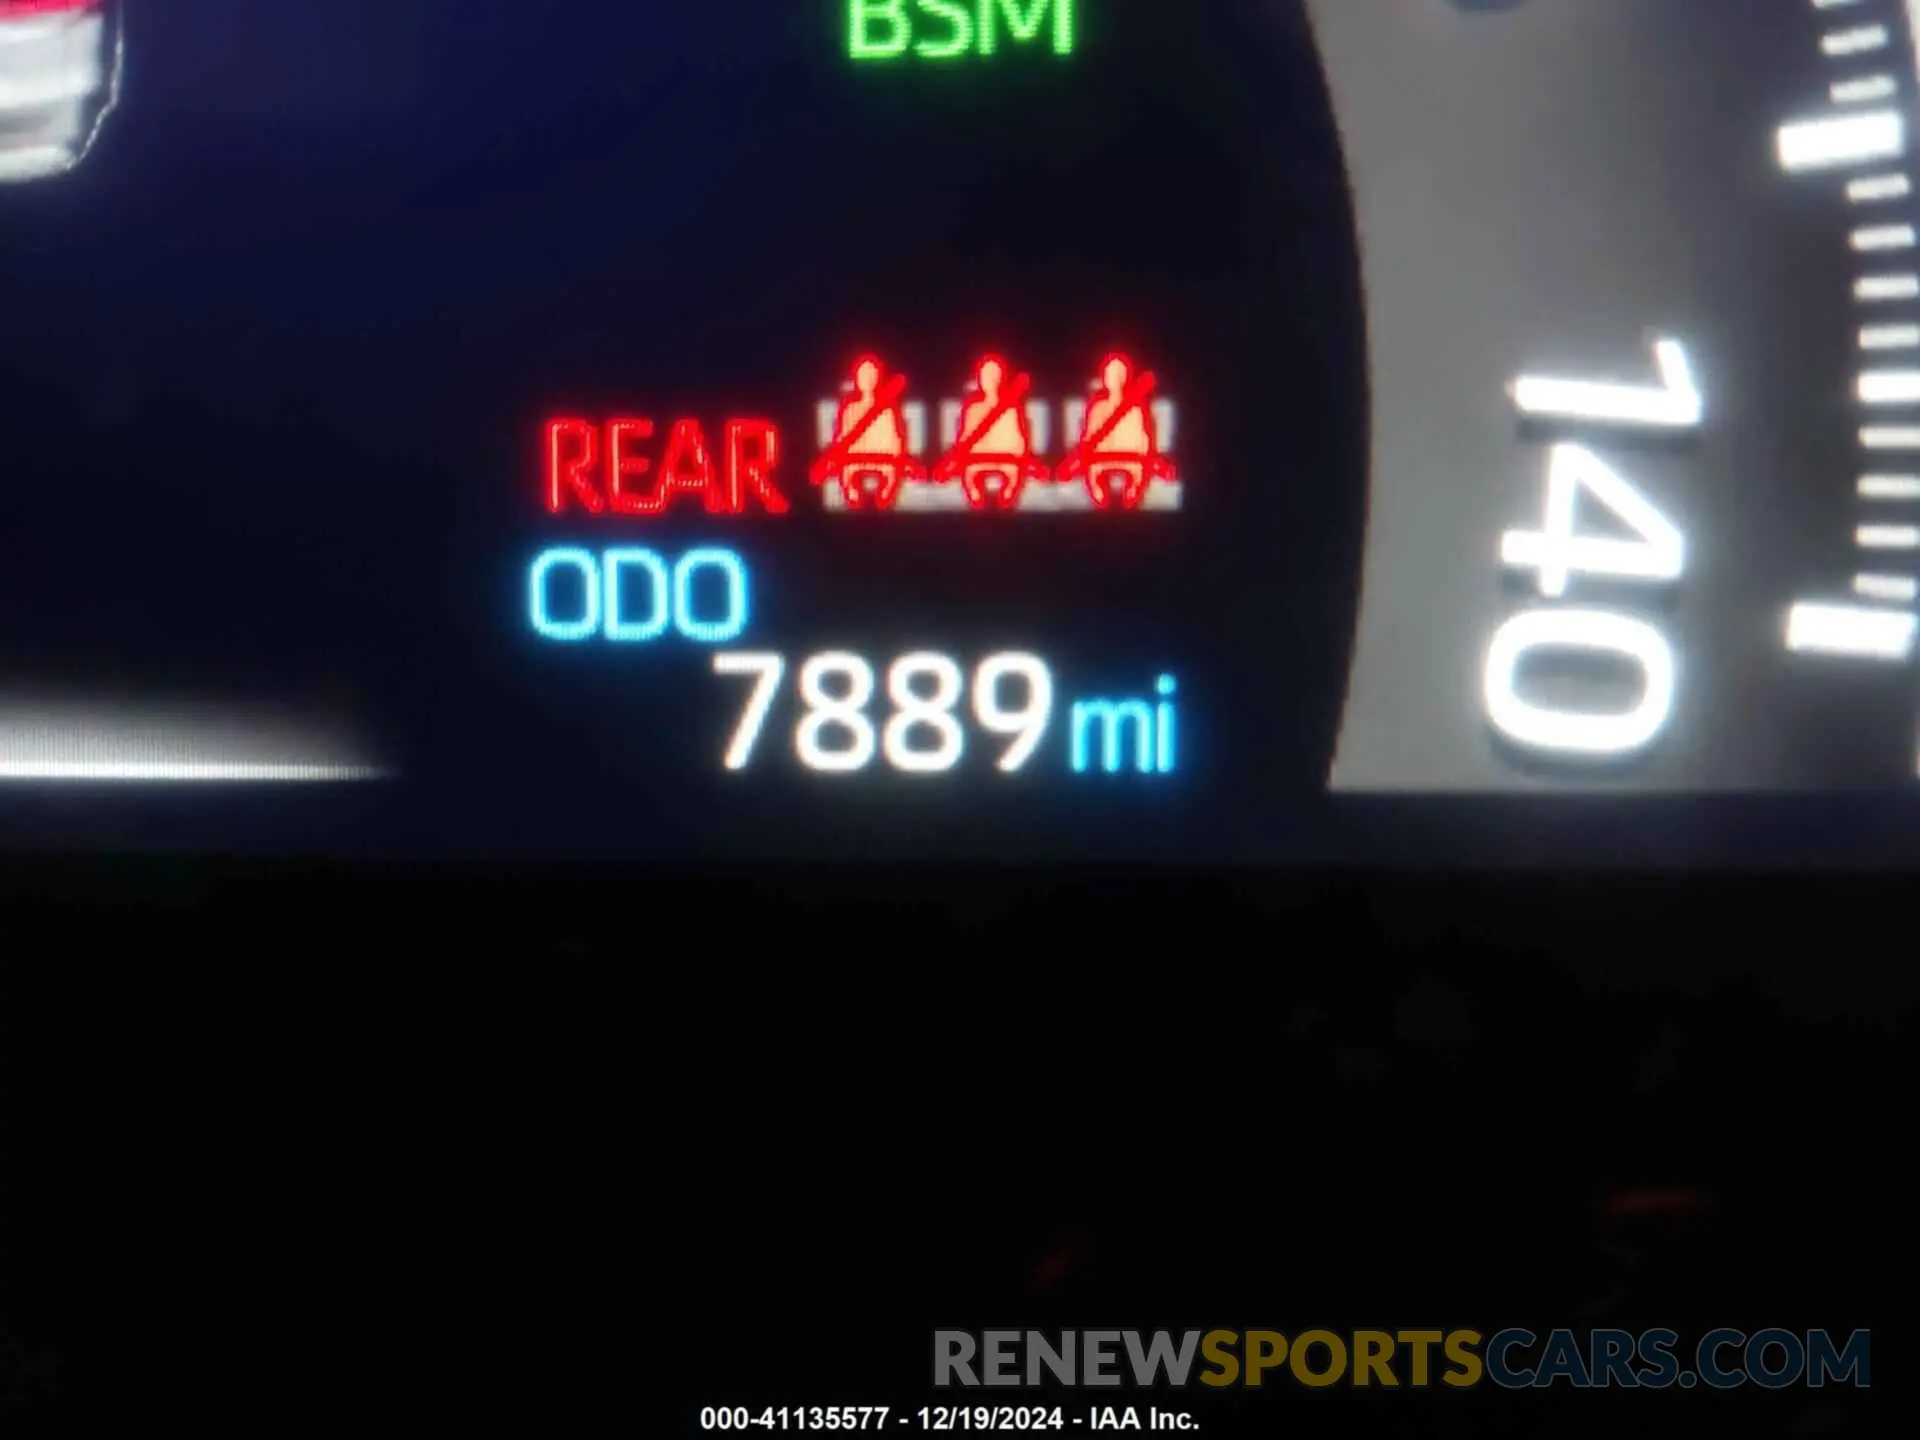 BSM
REAR
ODO
7889 mi
140
RENEWSPORTSCARS.COM
000-41135577 - 12/19/2024 - IAA Inc.